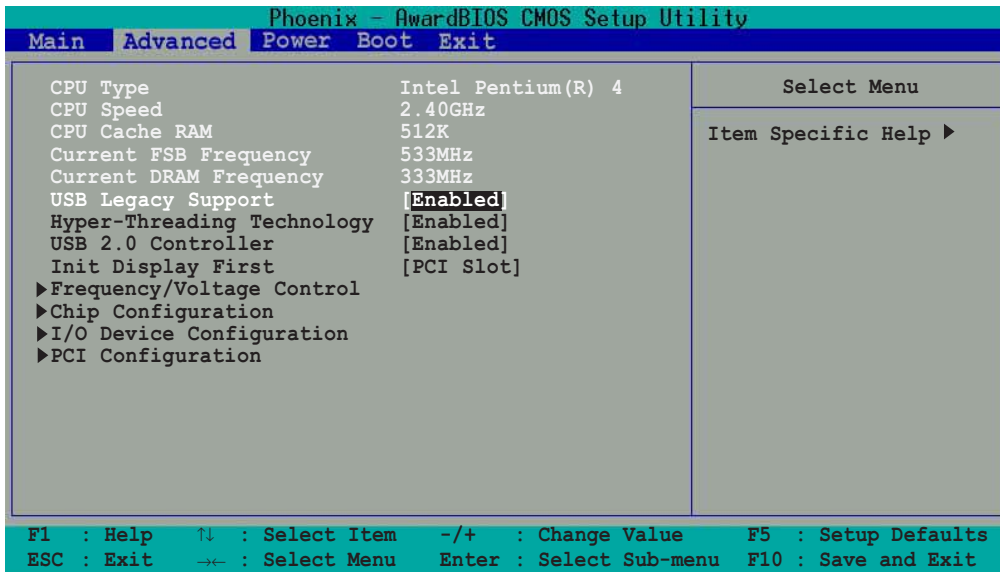 Phoenix - AwardBIOS CMOS Setup Utility
Main Advanced Power Boot Exit
CPU Type Intel Pentium(R) 4
CPU Speed 2.40GHz
CPU Cache RAM 512K
Current FSB Frequency 533MHz
Current DRAM Frequency 333MHz
USB Legacy Support [Enabled]
Hyper-Threading Technology [Enabled]
USB 2.0 Controller [Enabled]
Init Display First [PCI Slot]
▶Frequency/Voltage Control
▶Chip Configuration
▶I/O Device Configuration
▶PCI Configuration
Select Menu
Item Specific Help ▶
F1 : Help ↑↓ : Select Item -/+ : Change Value F5 : Setup Defaults
ESC : Exit →← : Select Menu Enter : Select Sub-menu F10 : Save and Exit